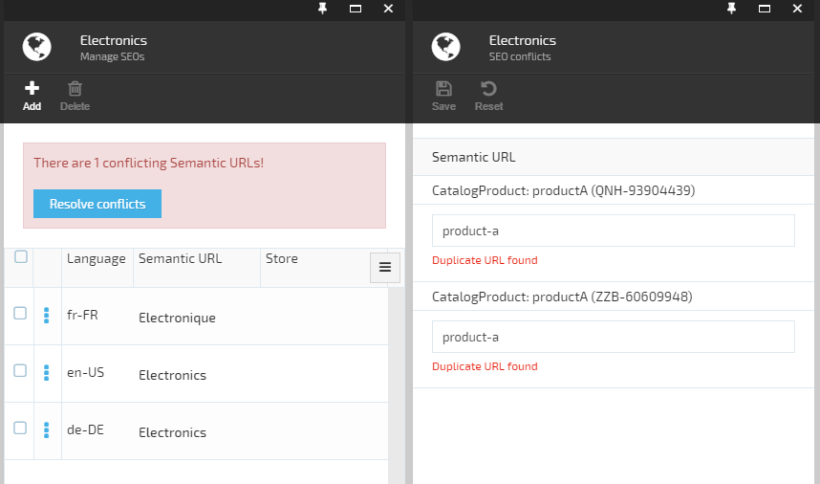 Electronics
Manage SEOs
Add
Delete
There are 1 conflicting Semantic URLs!
Resolve conflicts
Language Semantic URL Store
fr-FR Electronique
en-US Electronics
de-DE Electronics
Electronics
SEO conflicts
Save
Reset
Semantic URL
CatalogProduct: productA (QNH-93904439)
product-a
Duplicate URL found
CatalogProduct: productA (ZZB-60609948)
product-a
Duplicate URL found